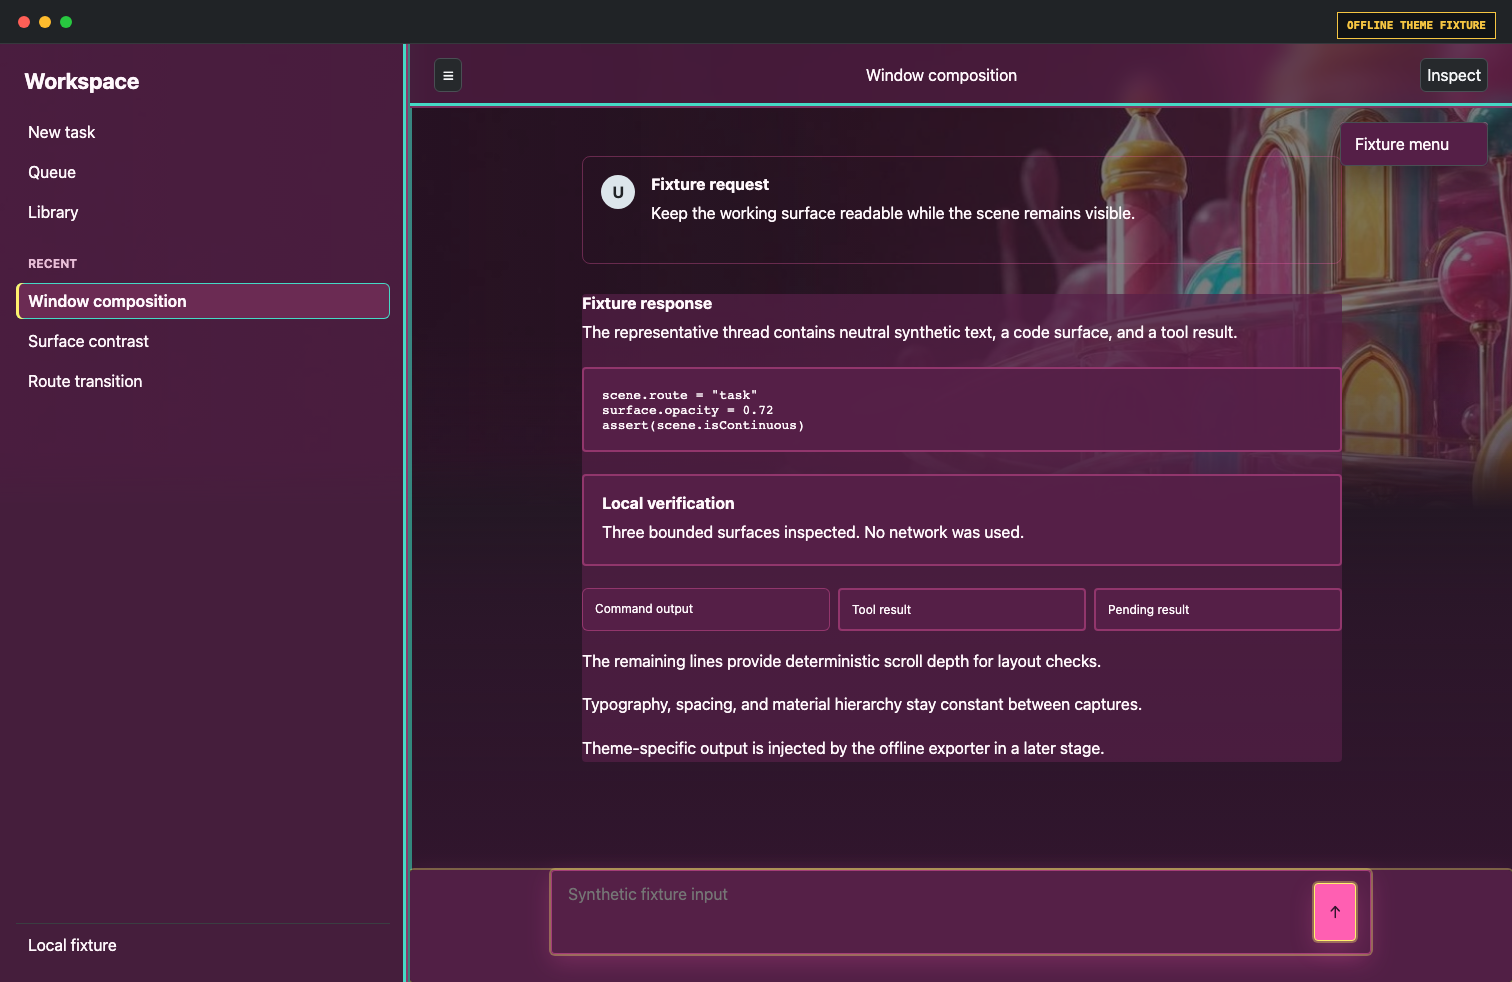 OFFLINE THEME FIXTURE
Workspace
New task
Queue
Library
RECENT
Window composition
Surface contrast
Route transition
Local fixture
Window composition
Inspect
Fixture menu
U
Fixture request
Keep the working surface readable while the scene remains visible.
Fixture response
The representative thread contains neutral synthetic text, a code surface, and a tool result.
scene.route = "task"
surface.opacity = 0.72
assert(scene.isContinuous)
Local verification
Three bounded surfaces inspected. No network was used.
Command output
Tool result
Pending result
The remaining lines provide deterministic scroll depth for layout checks.
Typography, spacing, and material hierarchy stay constant between captures.
Theme-specific output is injected by the offline exporter in a later stage.
Synthetic fixture input